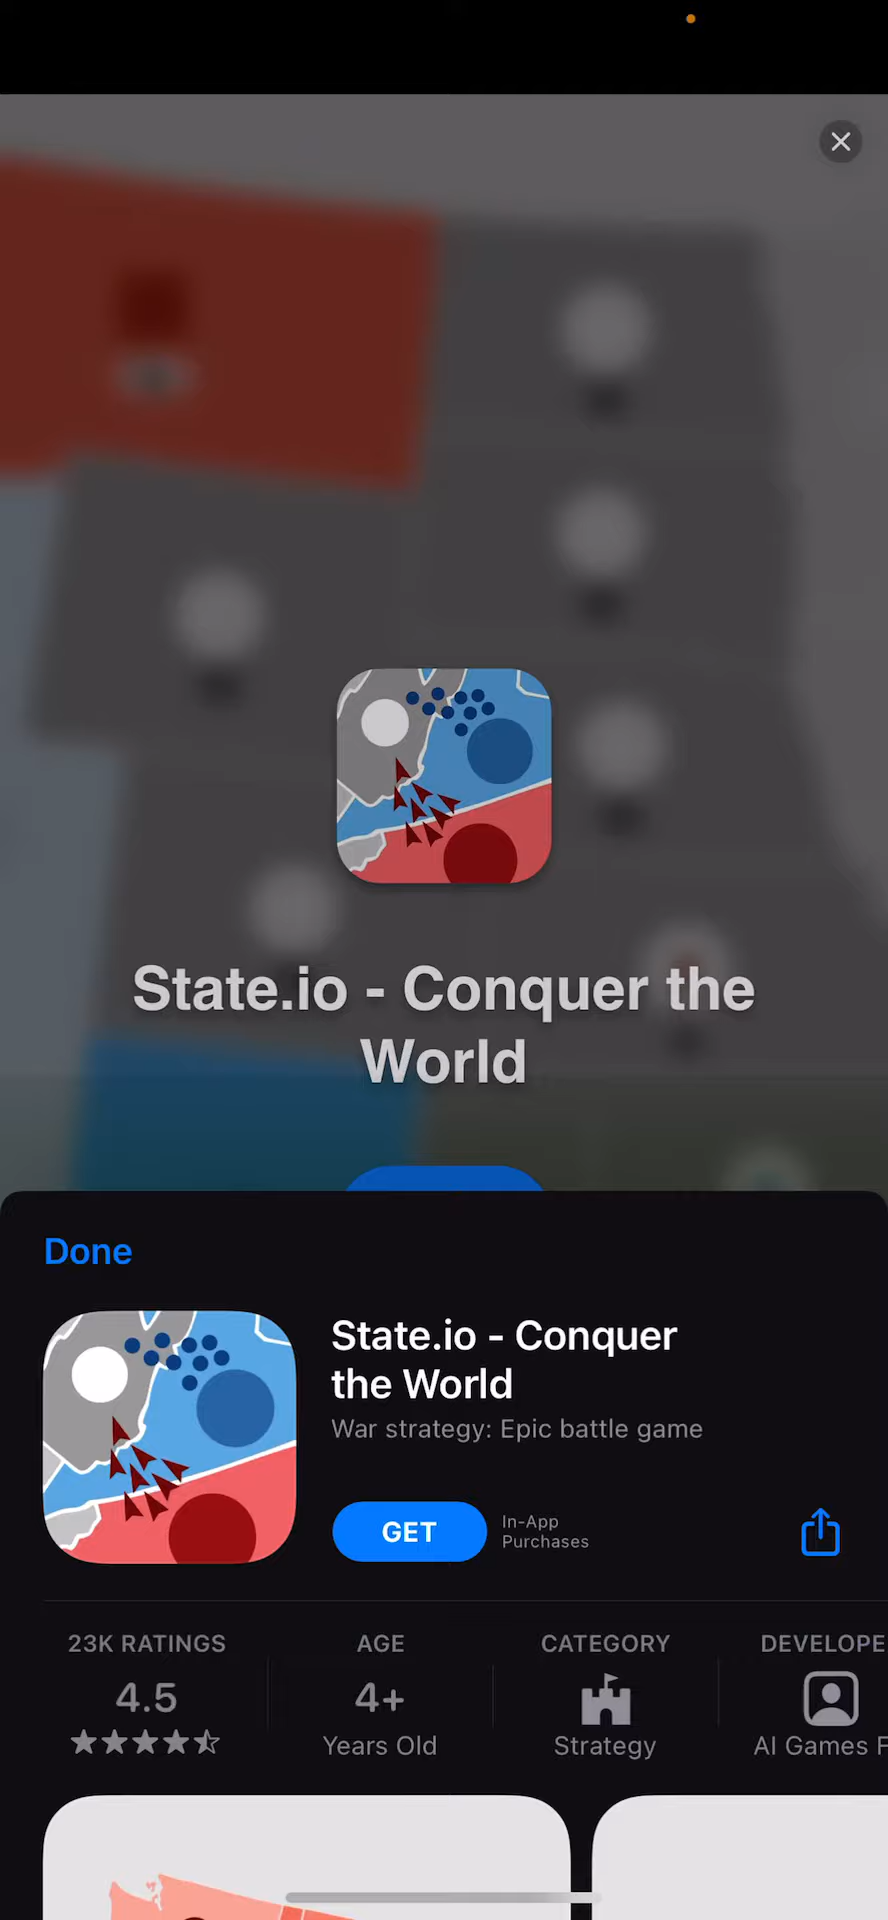 State.io - Conquer the
World
Done
State.io - Conquer
the World
War strategy: Epic battle game
GET
In-App
Purchases
23K RATINGS
AGE
CATEGORY
DEVELOPE
4.5
4+
Years Old
Strategy
AI Games F